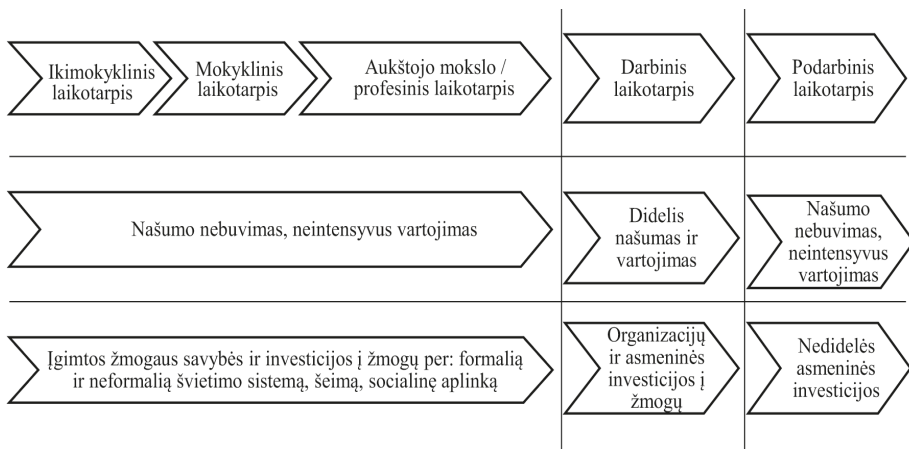 Ikimokyklinis
laikotarpis
Mokyklinis
laikotarpis
Aukštojo mokslo /
profesinis laikotarpis
Darbinis
laikotarpis
Podarbinis
laikotarpis
Našumo nebuvimas, neintensyvus vartojimas
Didelis
našumas ir
vartojimas
Našumo
nebuvimas,
neintensyvus
vartojimas
Įgimtos žmogaus savybės ir investicijos į žmogų per: formalią
ir neformalią švietimo sistemą, šeimą, socialinę aplinką
Organizacijų
ir asmeninės
investicijos į
žmogų
Nedidelės
asmeninės
investicijos